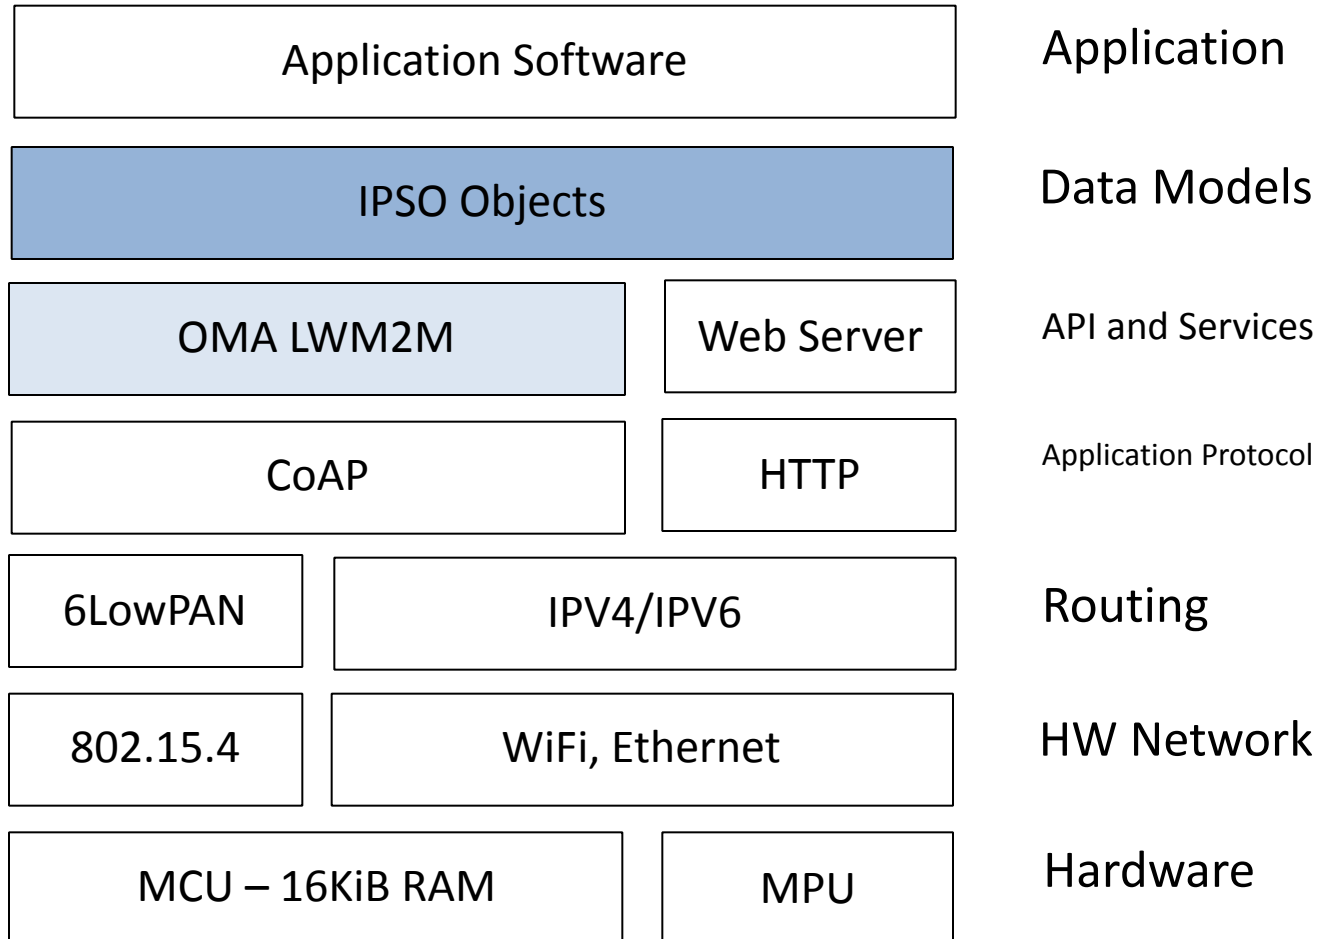 Application Software
Application
IPSO Objects
Data Models
OMA LWM2M
Web Server
API and Services
CoAP
HTTP
Application Protocol
6LowPAN
IPV4/IPV6
Routing
802.15.4
WiFi, Ethernet
HW Network
MCU – 16KiB RAM
MPU
Hardware